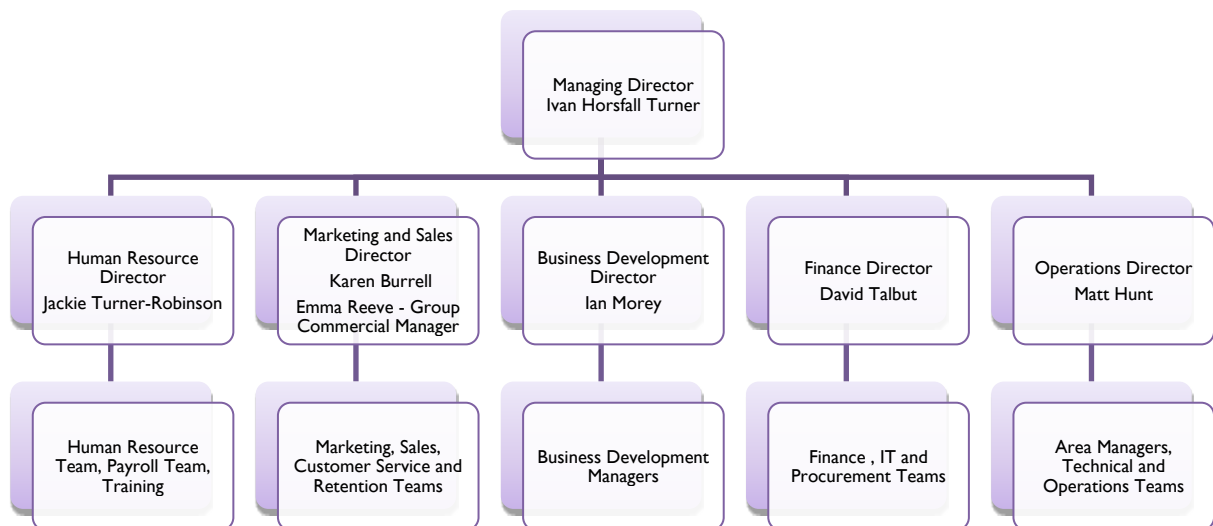 Managing Director
Ivan Horsfall Turner
Human Resource
Director
Jackie Turner-Robinson
Marketing and Sales
Director
Karen Burrell
Emma Reeve - Group
Commercial Manager
Business Development
Director
Ian Morey
Finance Director
David Talbut
Operations Director
Matt Hunt
Human Resource
Team, Payroll Team,
Training
Marketing, Sales,
Customer Service and
Retention Teams
Business Development
Managers
Finance , IT and
Procurement Teams
Area Managers,
Technical and
Operations Teams